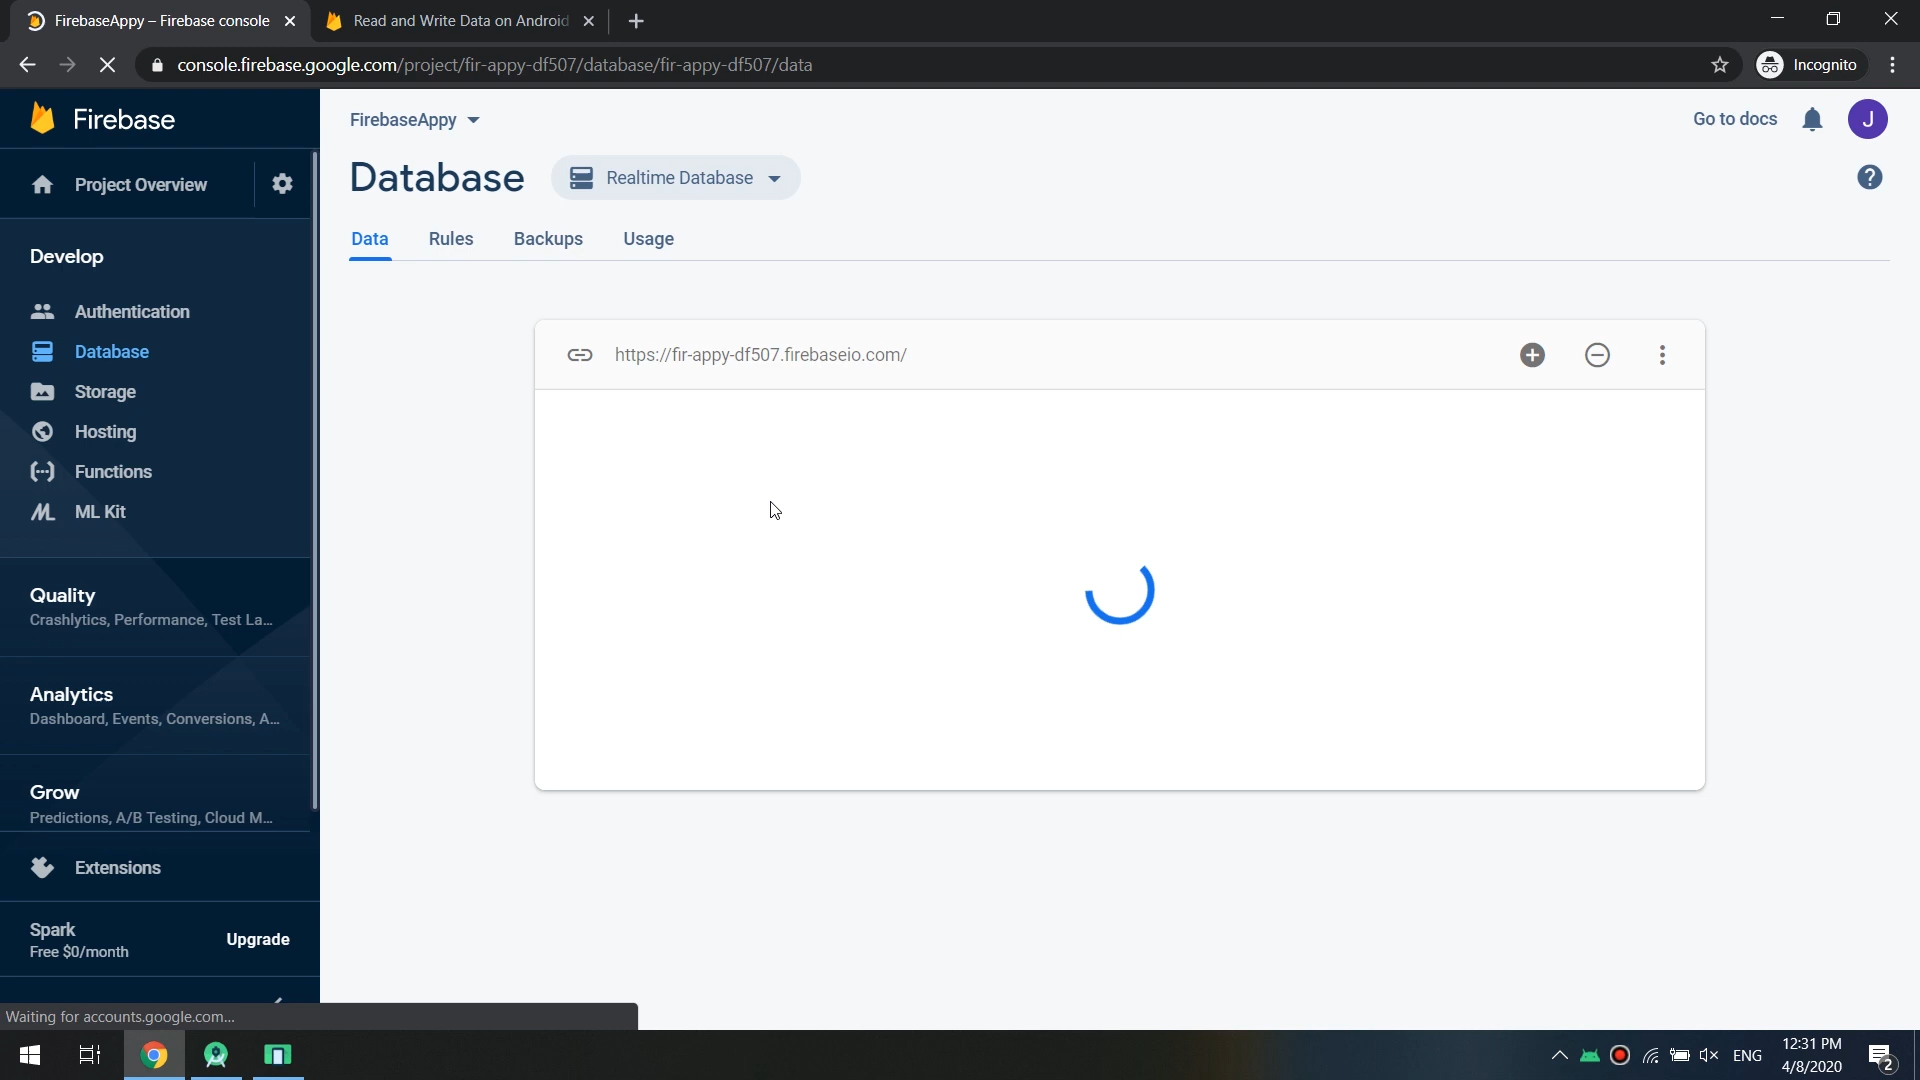 FirebaseAppy – Firebase console
Read and Write Data on Android
console.firebase.google.com/project/fir-appy-df507/database/fir-appy-df507/data
Incognito
Firebase
FirebaseAppy
Go to docs
J
Project Overview
Database
Realtime Database
Data
Rules
Backups
Usage
Develop
Authentication
Database
Storage
Hosting
Functions
ML Kit
https://fir-appy-df507.firebaseio.com/
Quality
Crashlytics, Performance, Test La...
Analytics
Dashboard, Events, Conversions, A...
Grow
Predictions, A/B Testing, Cloud M...
Extensions
Spark
Free $0/month
Upgrade
Waiting for accounts.google.com...
ENG
12:31 PM
4/8/2020
2